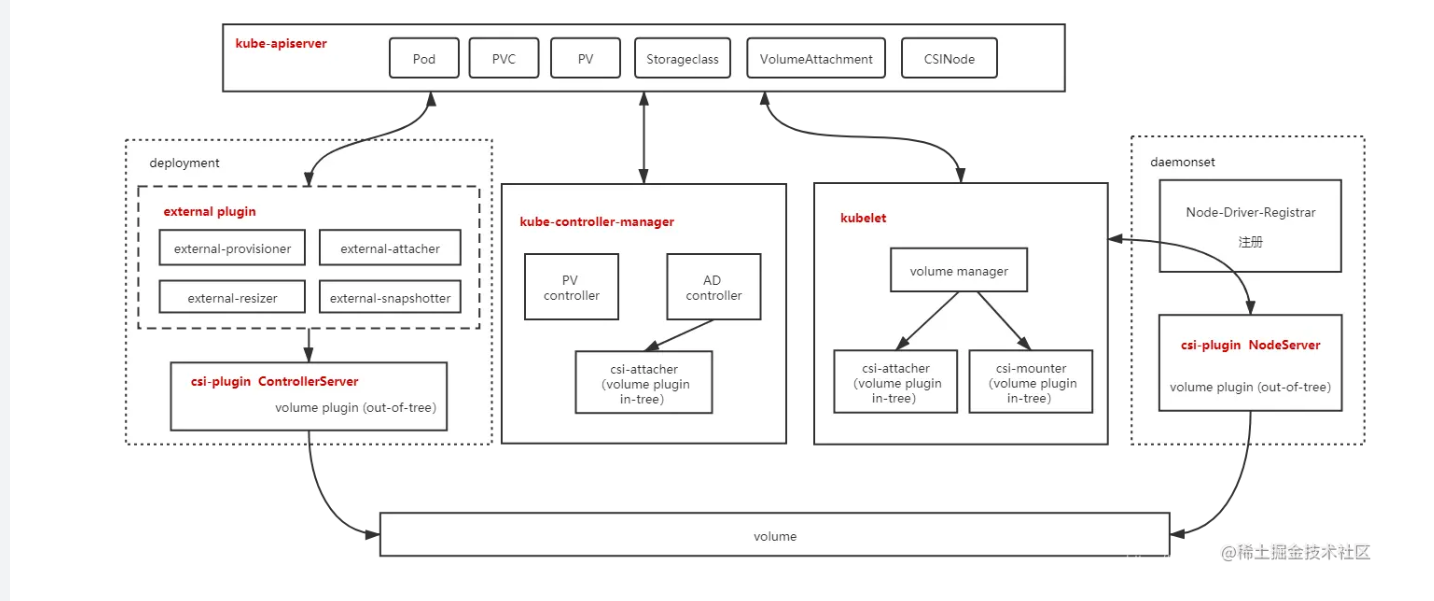 kube-apiserver
Pod
PVC
PV
Storageclass
VolumeAttachment
CSINode
deployment
external plugin
external-provisioner
external-attacher
external-resizer
external-snapshotter
csi-plugin ControllerServer
volume plugin (out-of-tree)
kube-controller-manager
PV
controller
AD
controller
csi-attacher
(volume plugin
in-tree)
kubelet
volume manager
csi-attacher
(volume plugin
in-tree)
csi-mounter
(volume plugin
in-tree)
daemonset
Node-Driver-Registrar
注册
csi-plugin NodeServer
volume plugin (out-of-tree)
volume
@稀土掘金技术社区